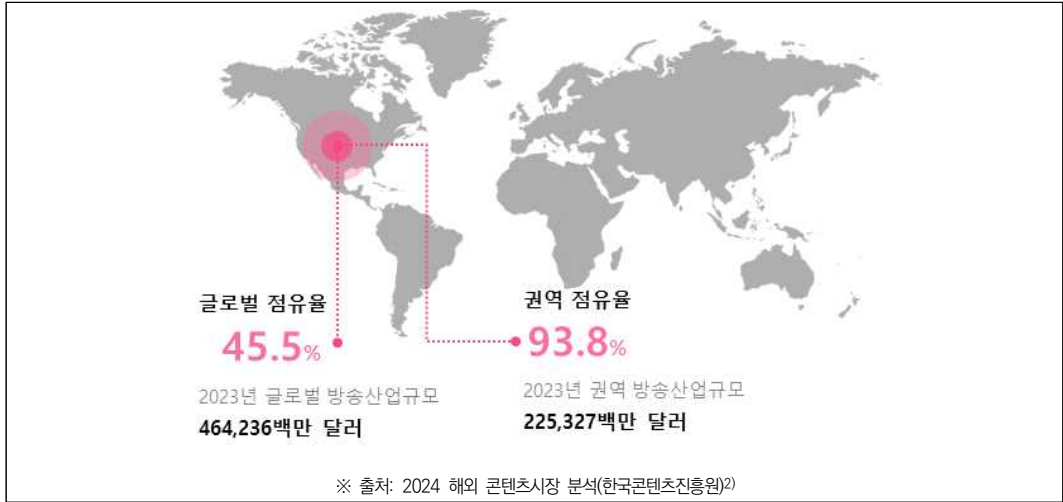 글로벌 점유율
45.5%
2023년 글로벌 방송산업규모
464,236백만 달러
권역 점유율
93.8%
2023년 권역 방송산업규모
225,327백만 달러
※ 출처: 2024 해외 콘텐츠시장 분석(한국콘텐츠진흥원)2)